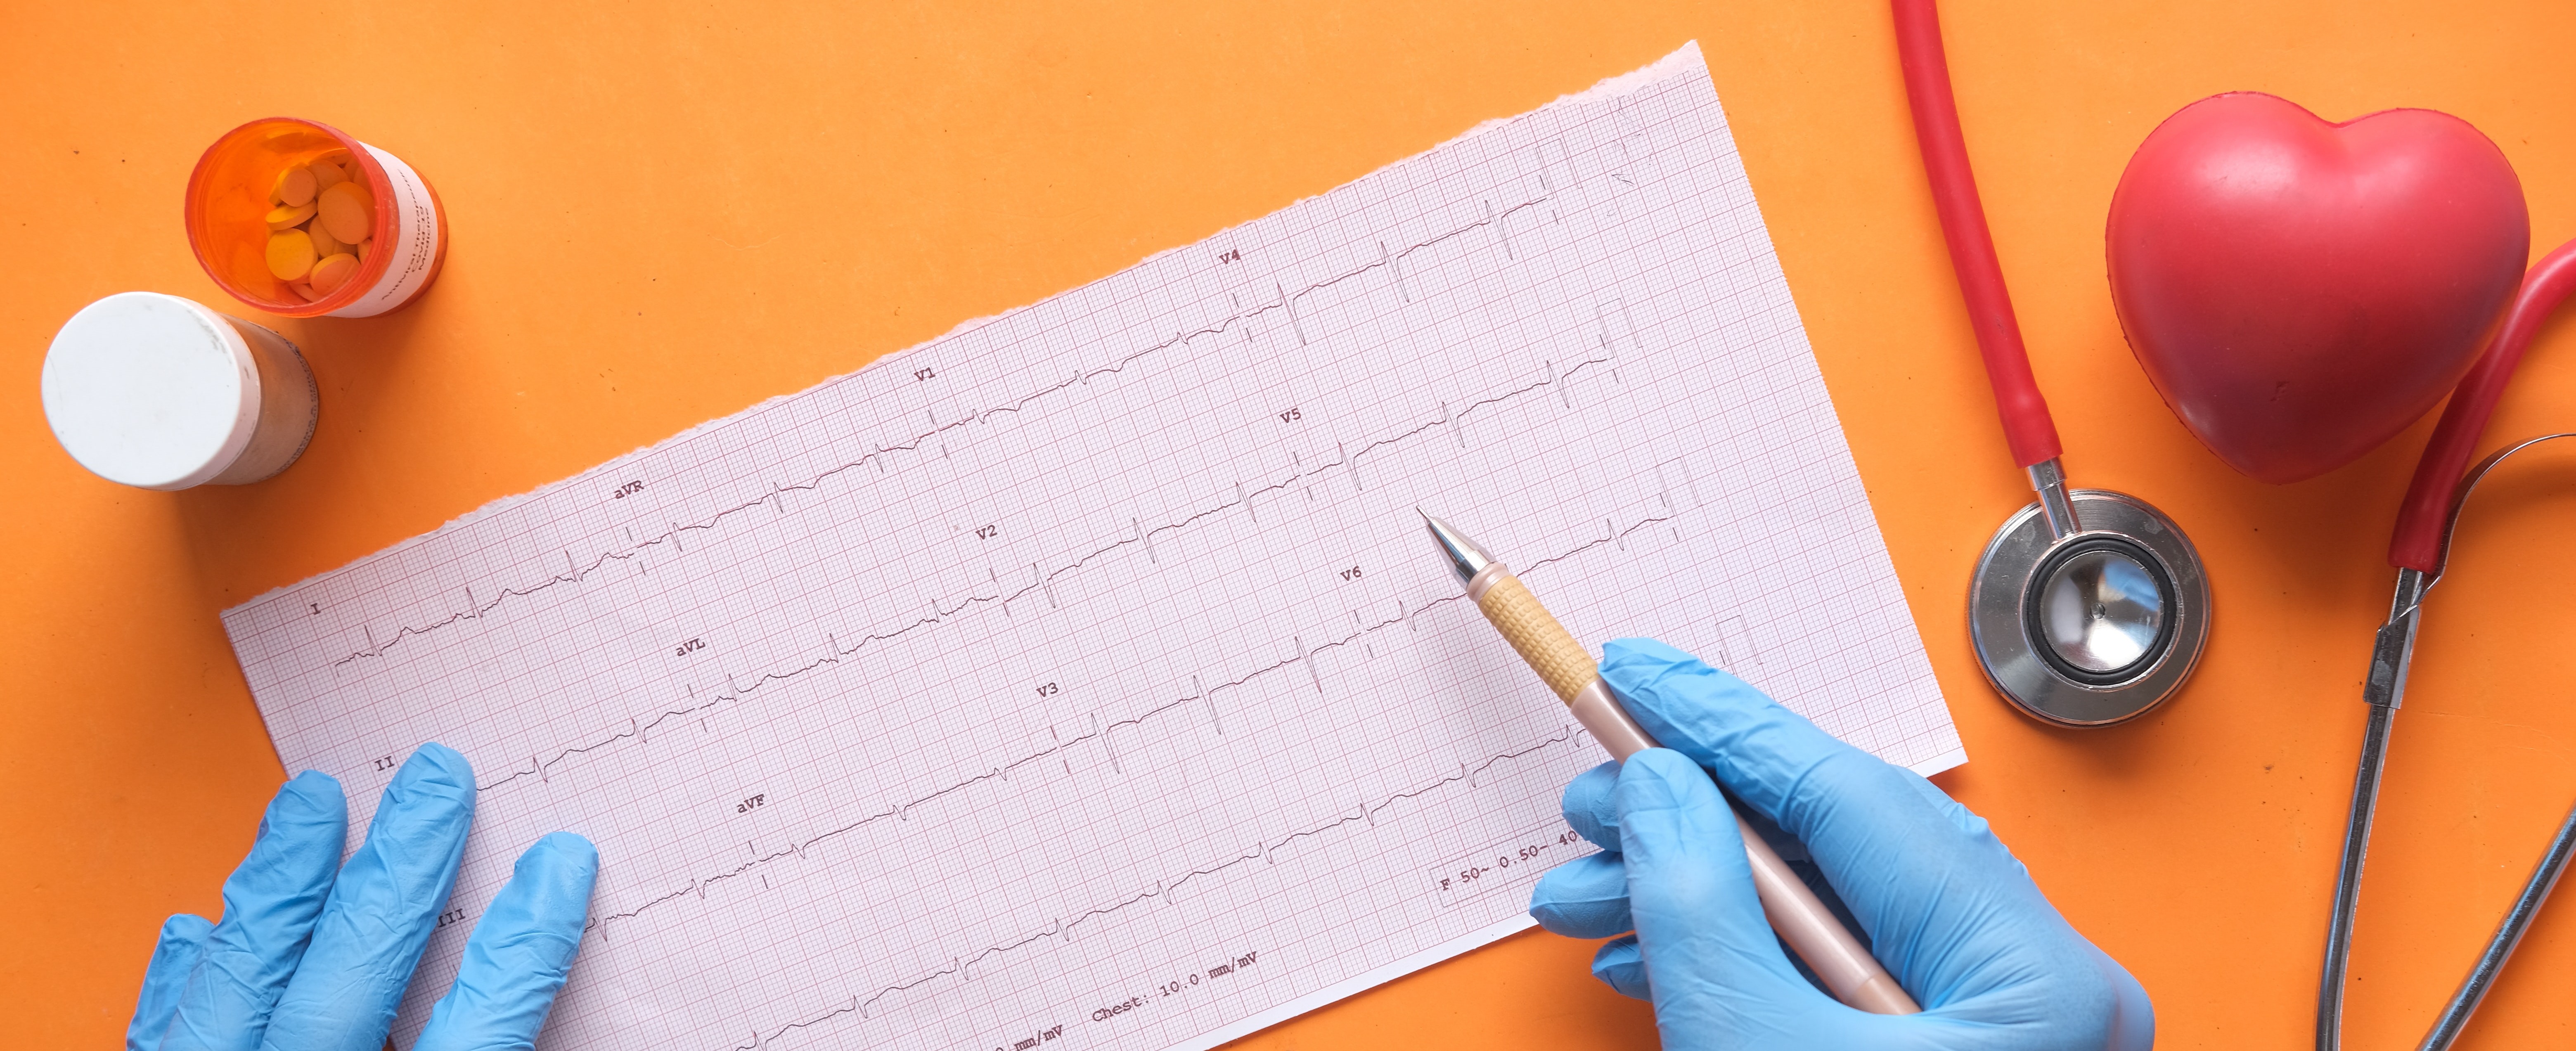 I
aVR
V1
V4
II
aVL
V2
V5
III
aVF
V3
V6
mm/mV Chest: 10.0 mm/mV
F 50~ 0.50- 40